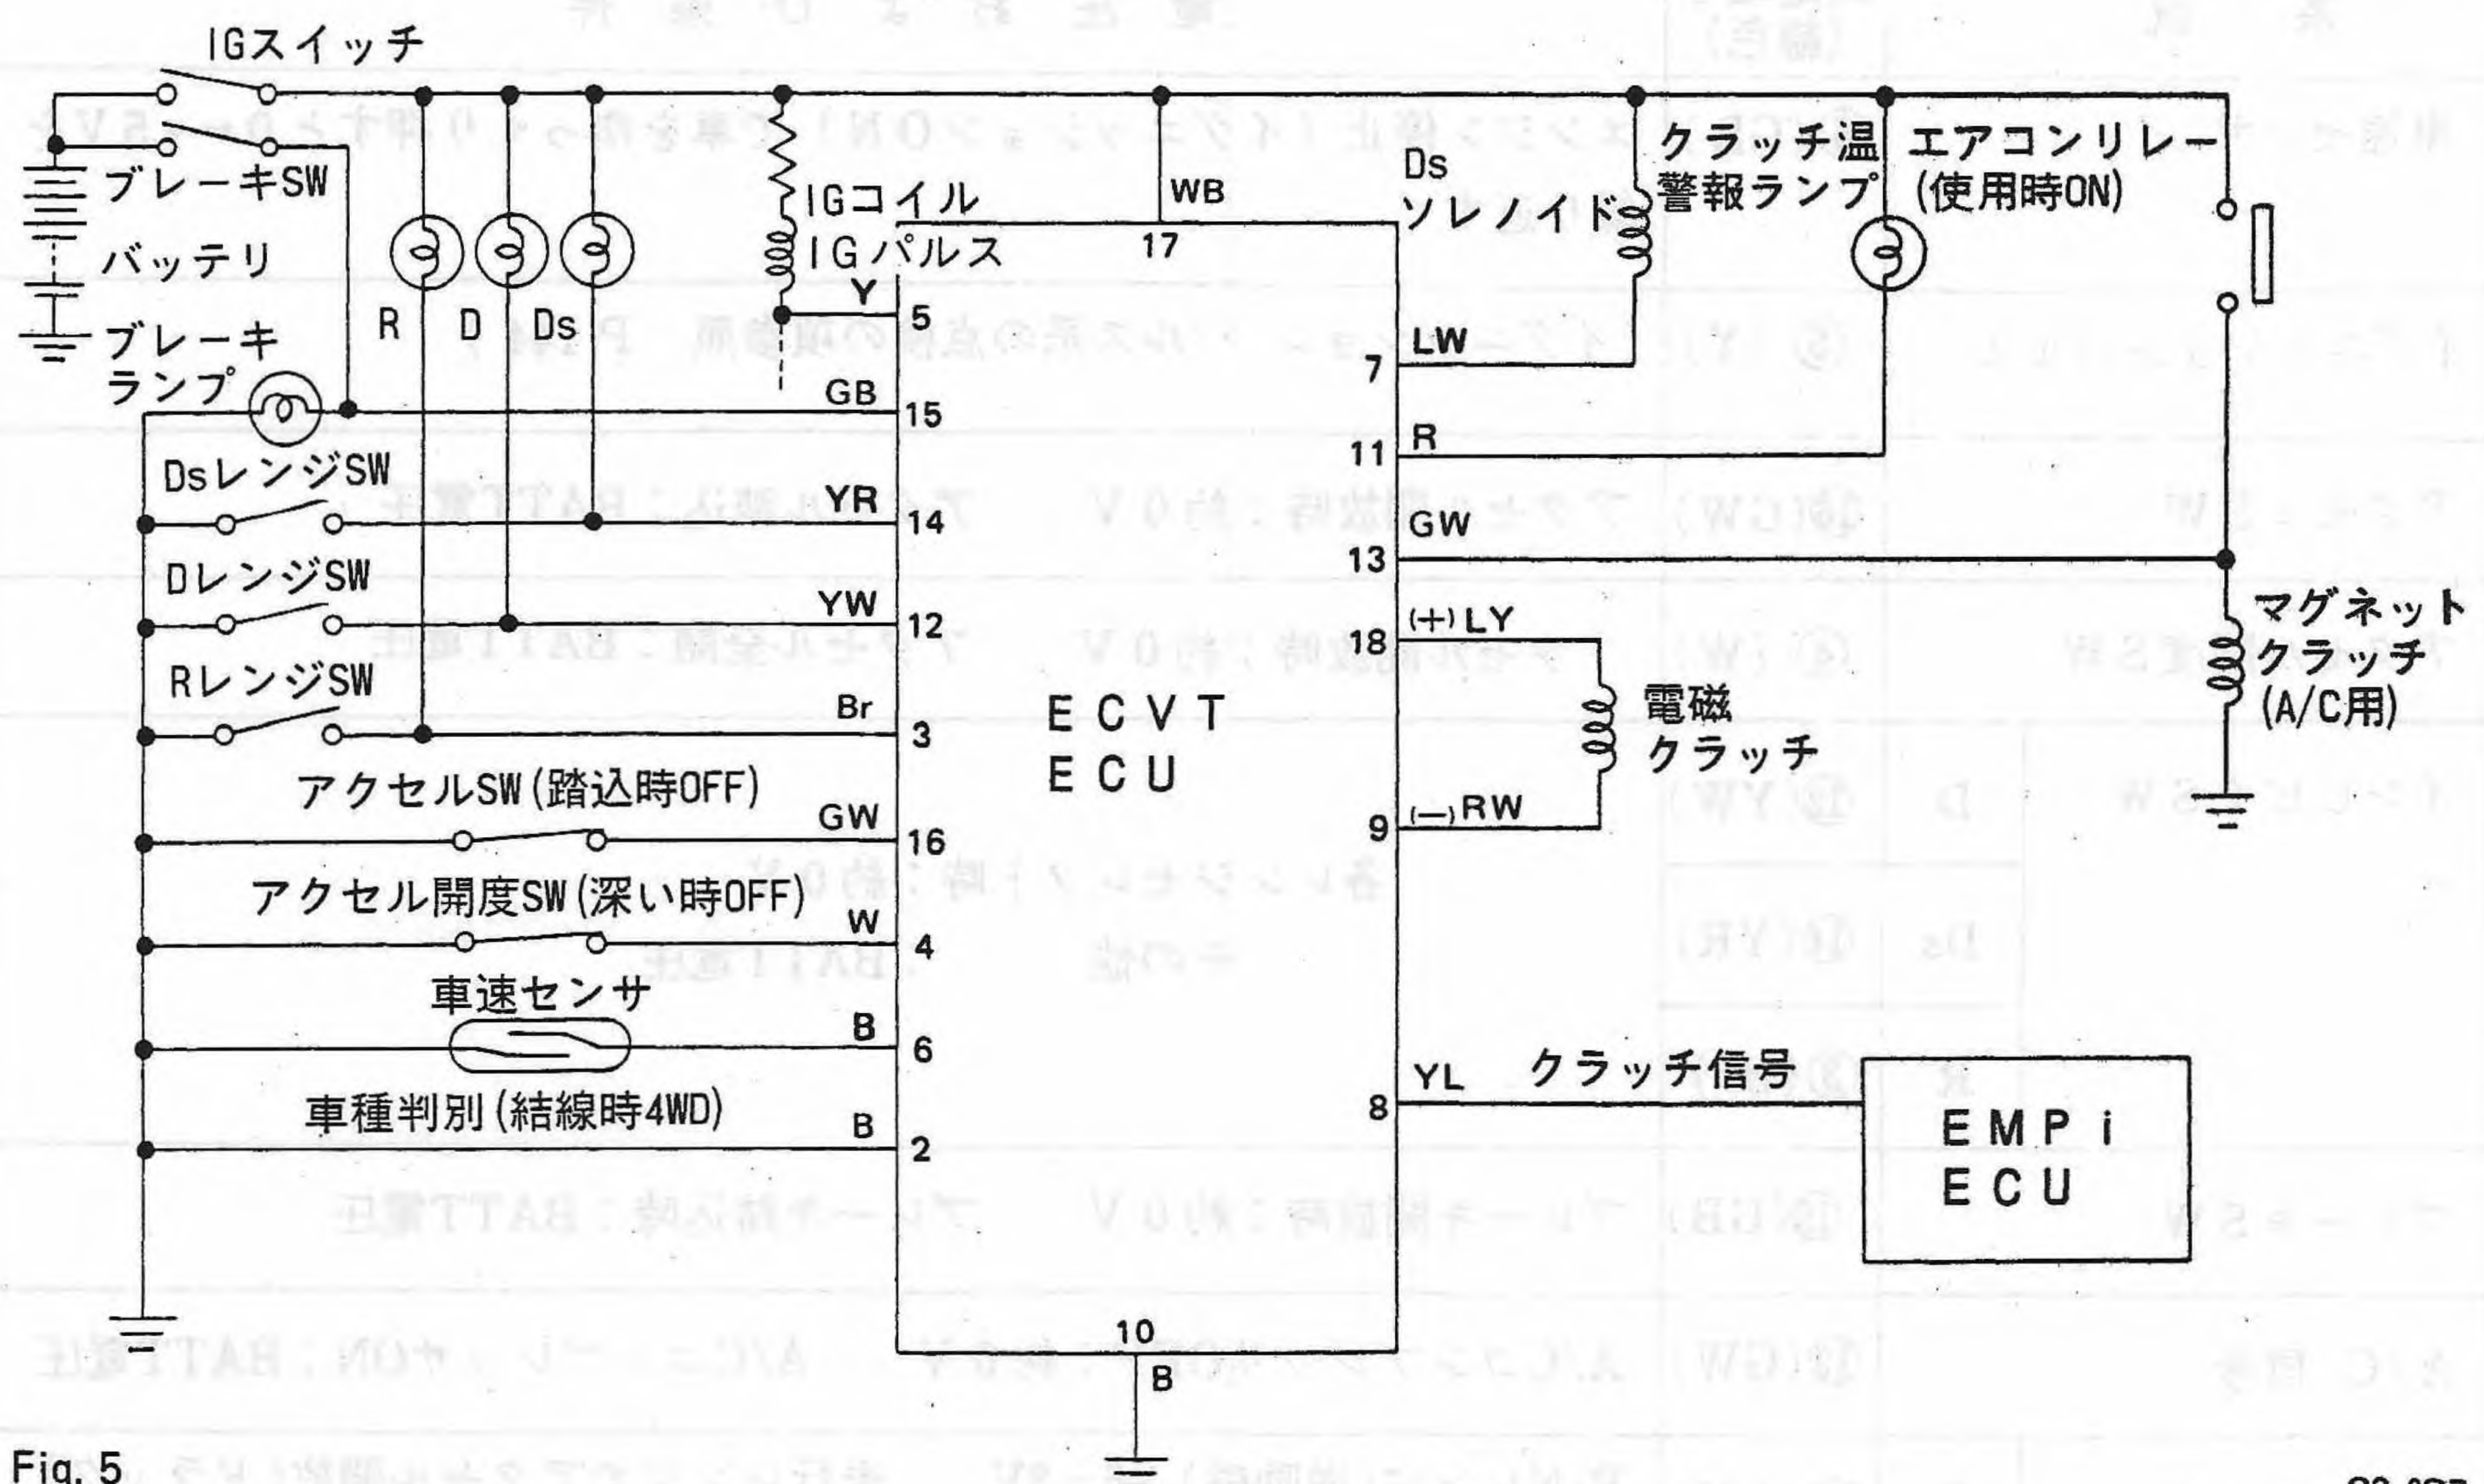 IGスイッチ
ブレーキSW
バッテリ
ブレーキ
ランプ
R D Ds
IGコイル
IGパルス
Y
5
WB
17
Ds
ソレノイド
クラッチ温
警報ランプ
エアコンリレー
(使用時ON)
GB
15
LW
7
R
11
DsレンジSW
YR
14
GW
13
DレンジSW
YW
12
(+)LY
18
RレンジSW
Br
3
ECVT
ECU
電磁
クラッチ
マグネット
クラッチ
(A/C用)
アクセルSW(踏込時OFF)
GW
16
(—)RW
9
アクセル開度SW(深い時OFF)
W
4
車速センサ
B
6
車種判別(結線時4WD)
B
2
YL
8
クラッチ信号
EMPi
ECU
10
B
Fig. 5